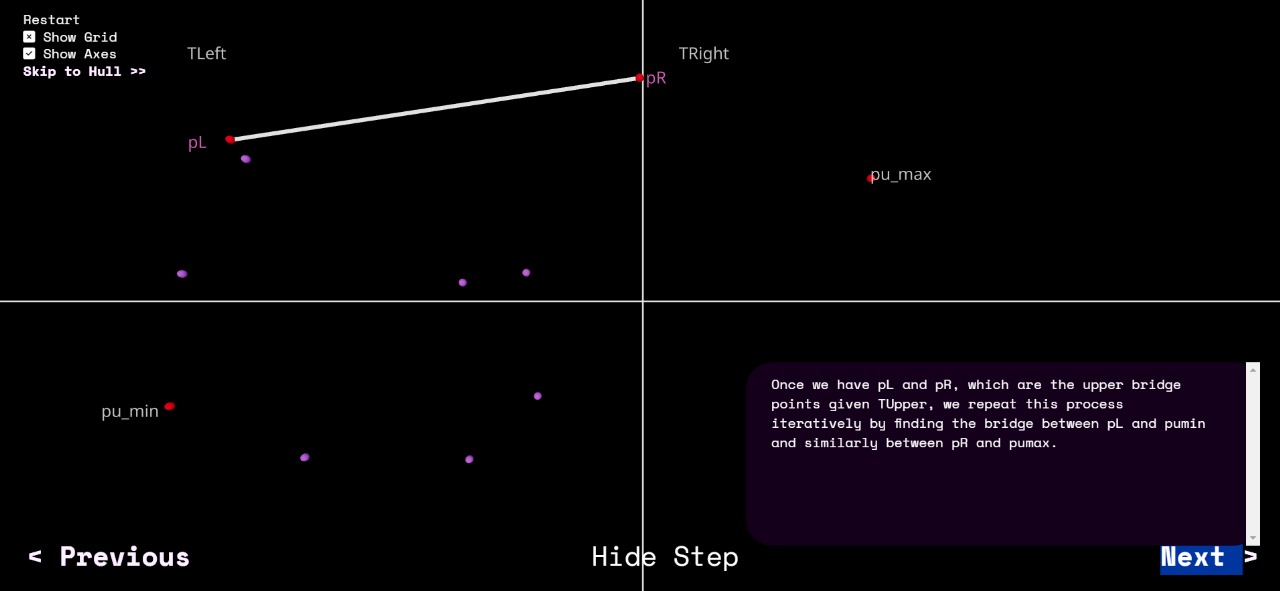 Restart
Show Grid
Show Axes
Skip to Hull >>
TLeft
TRight
pR
pL
pu_max
pu_min
Once we have pL and pR, which are the upper bridge
points given TUpper, we repeat this process
iteratively by finding the bridge between pL and pumin
and similarly between pR and pumax.
< Previous
Hide Step
Next >